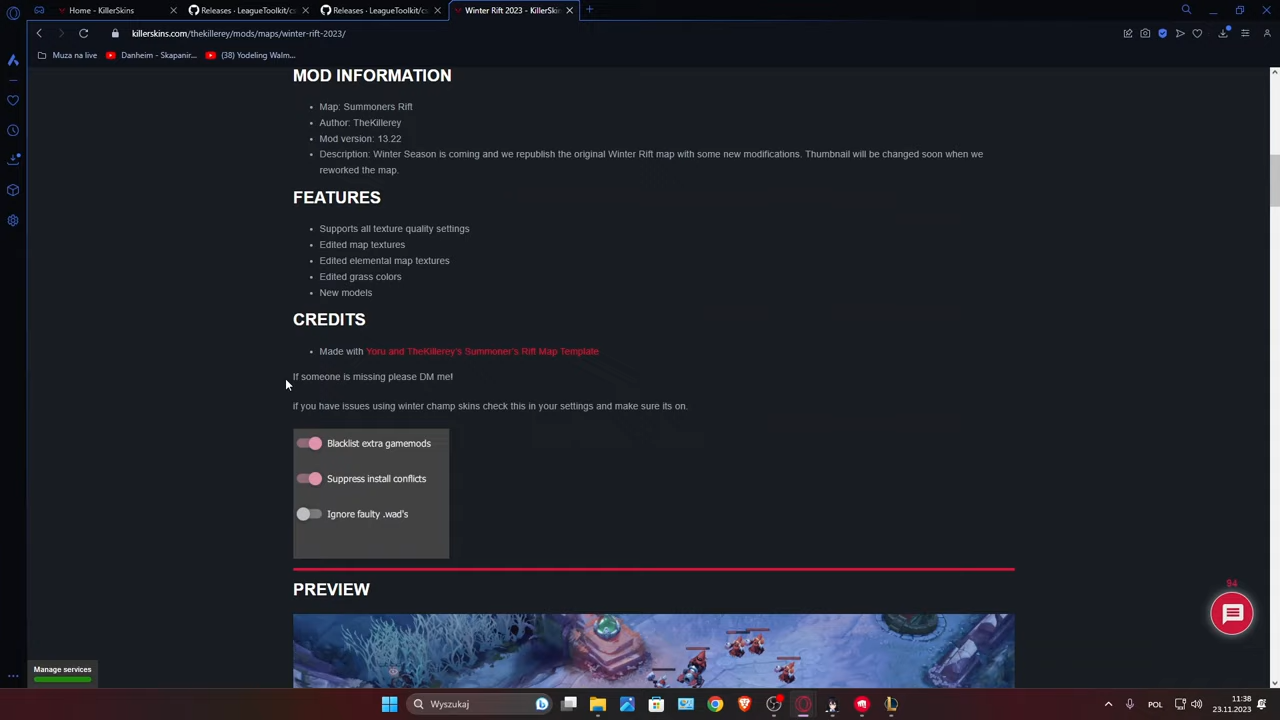 Home - KillerSkins
Releases · LeagueToolkit/cs
Releases · LeagueToolkit/cs
Winter Rift 2023 - KillerSki
killerskins.com/thekillerey/mods/maps/winter-rift-2023/
Muza na live
Danheim - Skapanir...
(38) Yodeling Walm...
MOD INFORMATION
Map: Summoners Rift
Author: TheKillerey
Mod version: 13.22
Description: Winter Season is coming and we republish the original Winter Rift map with some new modifications. Thumbnail will be changed soon when we
reworked the map.
FEATURES
Supports all texture quality settings
Edited map textures
Edited elemental map textures
Edited grass colors
New models
CREDITS
Made with Yoru and TheKillerey's Summoner's Rift Map Template
If someone is missing please DM me!
if you have issues using winter champ skins check this in your settings and make sure its on.
Blacklist extra gamemods
Suppress install conflicts
Ignore faulty .wad's
PREVIEW
94
Manage services
Wyszukaj
POL
11:38
23.11.2023